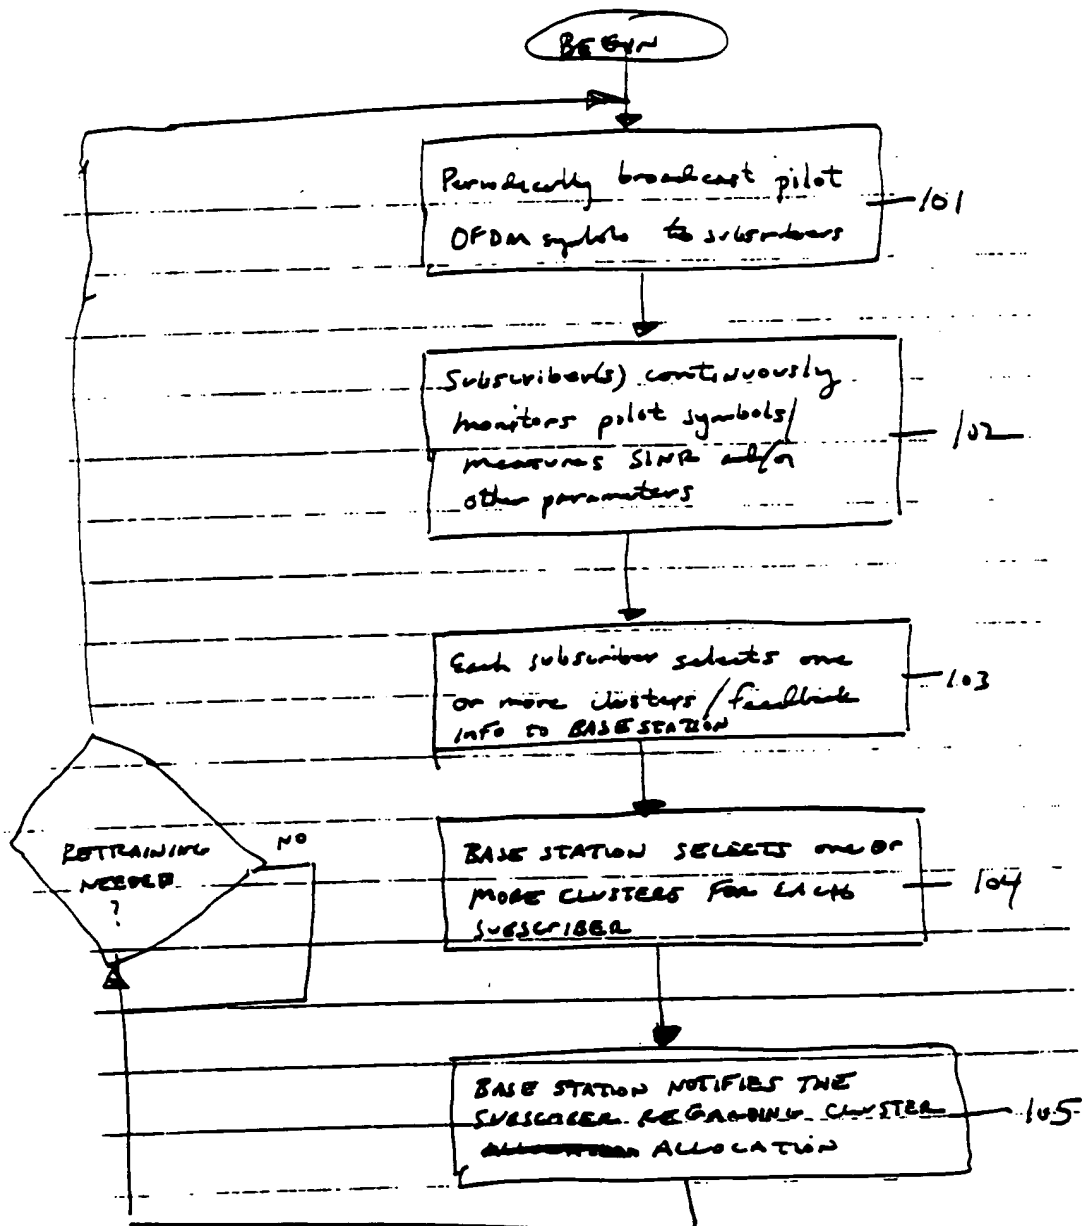 BEGIN
Periodically broadcast pilot
OFDM symbols to subscribers
101
Subscriber(s) continuously
monitors pilot symbols/
measures SINR and/or
other parameters
102
Each subscriber selects one
or more clusters/feedback
info to BASE STATION
103
RETRAINING
NEEDED
?
NO
BASE STATION SELECTS one or
MORE CLUSTERS FOR EACH
SUBSCRIBER
104
BASE STATION NOTIFIES THE
SUBSCRIBER REGARDING CLUSTER
ALLOCATION
105